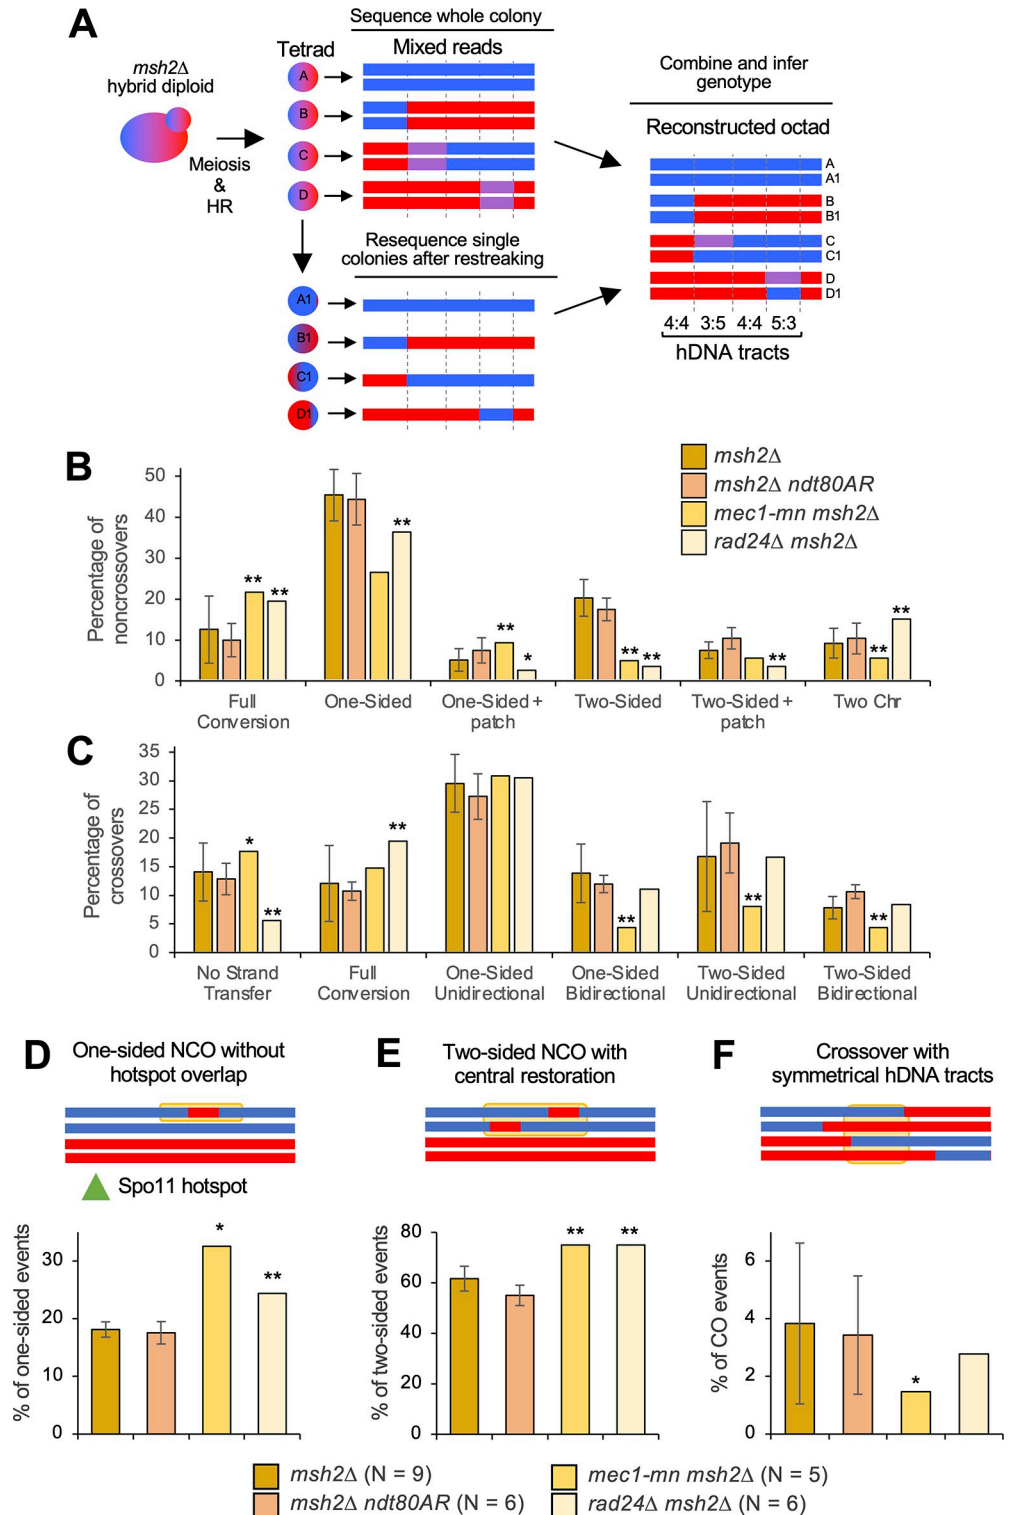 A
Sequence whole colony
Tetrad
Mixed reads
msh2Δ
hybrid diploid
Meiosis
&
HR
A
B
C
D
Resequence single
colonies after restreaking
A1
B1
C1
D1
Combine and infer
genotype
Reconstructed octad
A
A1
B
B1
C
C1
D
D1
4:4 3:5 4:4 5:3
hDNA tracts
B
msh2Δ
msh2Δ ndt80AR
mec1-mn msh2Δ
rad24Δ msh2Δ
Percentage of
noncrossovers
50
40
30
20
10
0
** **
**
** *
** **
**
** **
Full
Conversion
One-Sided
One-Sided +
patch
Two-Sided
Two-Sided +
patch
Two Chr
C
Percentage of
crossovers
35
30
25
20
15
10
5
0
* **
**
**
**
**
No Strand
Transfer
Full
Conversion
One-Sided
Unidirectional
One-Sided
Bidirectional
Two-Sided
Unidirectional
Two-Sided
Bidirectional
D
One-sided NCO without
hotspot overlap
Spo11 hotspot
% of one-sided events
30
20
10
0
* **
E
Two-sided NCO with
central restoration
% of two-sided events
80
60
40
20
0
** **
F
Crossover with
symmetrical hDNA tracts
% of CO events
6
4
2
0
*
msh2Δ (N = 9)
msh2Δ ndt80AR (N = 6)
mec1-mn msh2Δ (N = 5)
rad24Δ msh2Δ (N = 6)